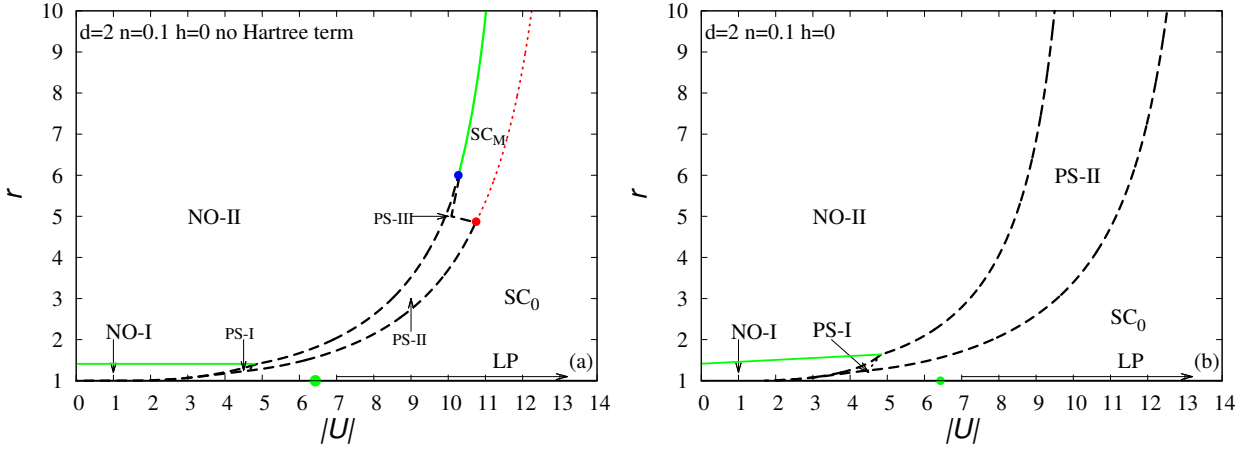 d=2 n=0.1 h=0 no Hartree term
10
9
8
7
6
5
4
3
2
1
r
SC_M
PS-III
NO-II
SC_0
NO-I
PS-I
PS-II
LP
(a)
0 1 2 3 4 5 6 7 8 9 10 11 12 13 14
|U|
d=2 n=0.1 h=0
10
9
8
7
6
5
4
3
2
1
r
PS-II
NO-II
SC_0
NO-I
PS-I
LP
(b)
0 1 2 3 4 5 6 7 8 9 10 11 12 13 14
|U|